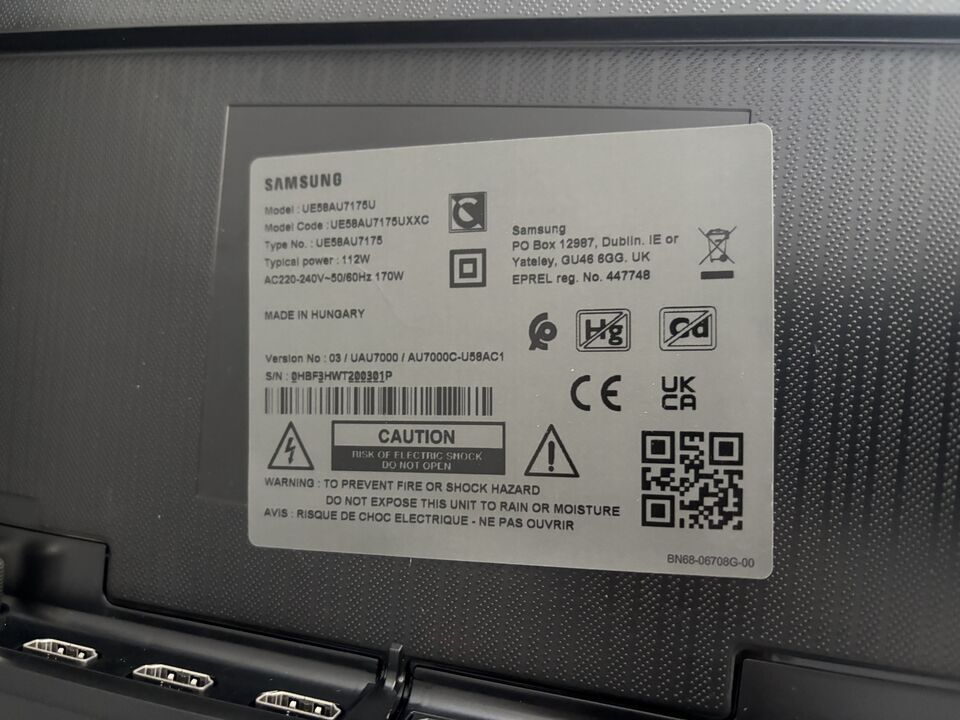 SAMSUNG
Model : UE58AU7175U
Model Code : UE58AU7175UXXC
Type No. : UE58AU7175
Typical power : 112W
AC220-240V~50/60Hz 170W
Samsung
PO Box 12987, Dublin. IE or
Yateley, GU46 6GG. UK
EPREL reg. No. 447748
MADE IN HUNGARY
Hg
Cd
Version No : 03 / UAU7000 / AU7000C-U58AC1
S/N : 0HBF3HWT200301P
CE
UK
CA
CAUTION
RISK OF ELECTRIC SHOCK
DO NOT OPEN
WARNING : TO PREVENT FIRE OR SHOCK HAZARD
DO NOT EXPOSE THIS UNIT TO RAIN OR MOISTURE
AVIS : RISQUE DE CHOC ELECTRIQUE - NE PAS OUVRIR
BN68-06708G-00